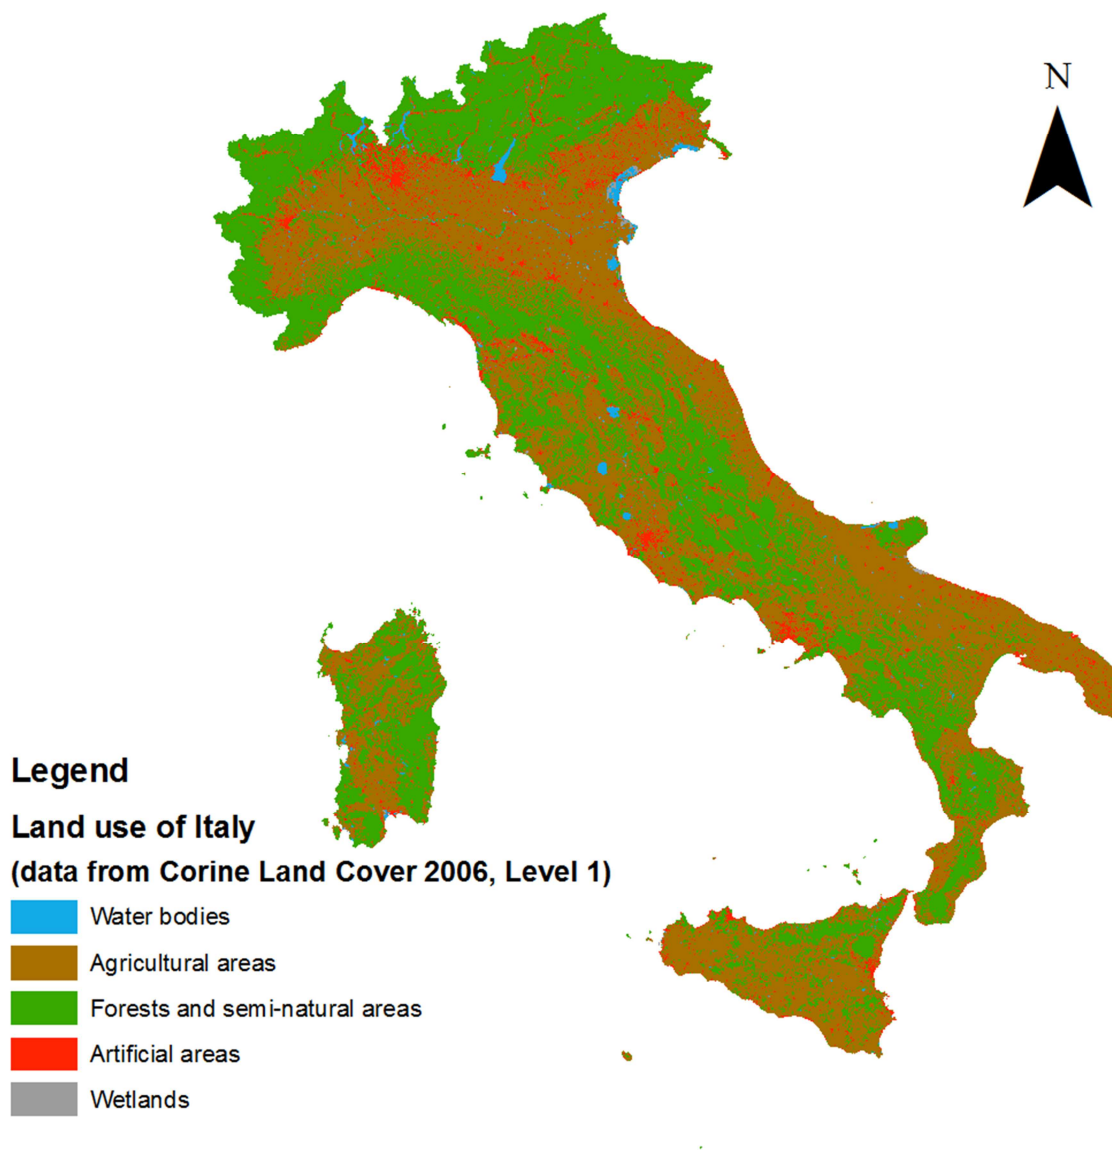 N
Legend
Land use of Italy
(data from Corine Land Cover 2006, Level 1)
Water bodies
Agricultural areas
Forests and semi-natural areas
Artificial areas
Wetlands